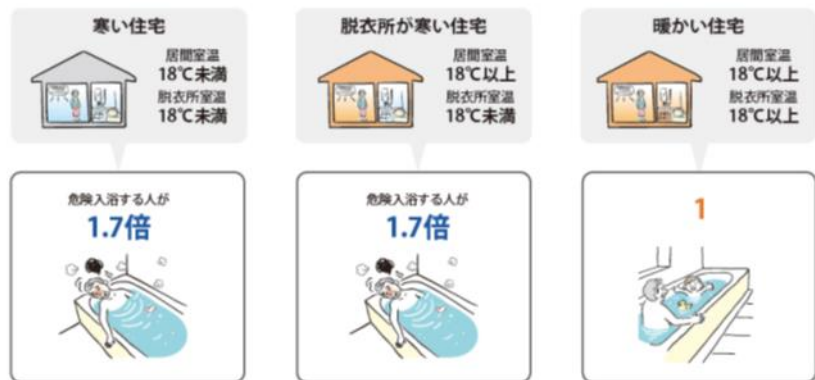 寒い住宅
居間室温
18℃未満
脱衣所室温
18℃未満
危険入浴する人が
1.7倍
脱衣所が寒い住宅
居間室温
18℃以上
脱衣所室温
18℃未満
危険入浴する人が
1.7倍
暖かい住宅
居間室温
18℃以上
脱衣所室温
18℃以上
1